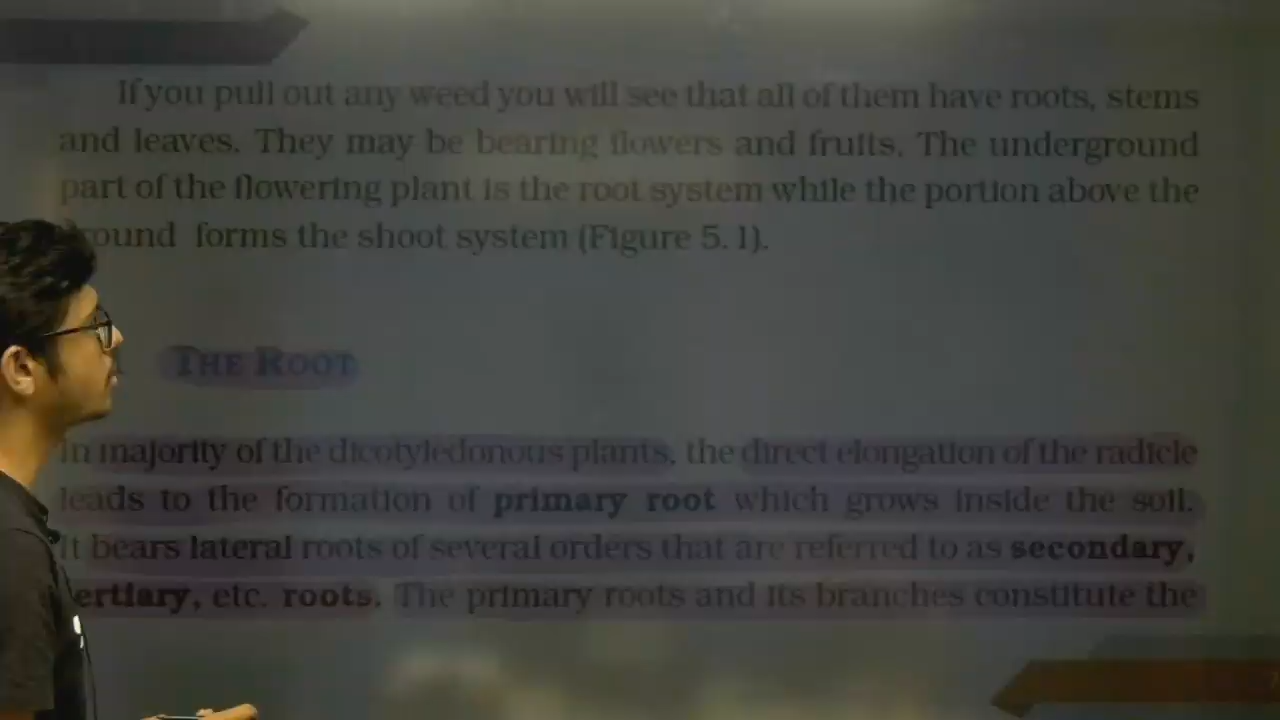 If you pull out any weed you will see that all of them have roots, stems
and leaves. They may be bearing flowers and fruits. The underground
part of the flowering plant is the root system while the portion above the
round forms the shoot system (Figure 5.1).
THE ROOT
In majority of the dicotyledonous plants, the direct elongation of the radicle
leads to the formation of primary root which grows inside the soil.
It bears lateral roots of several orders that are referred to as secondary,
ertiary, etc. roots. The primary roots and its branches constitute the